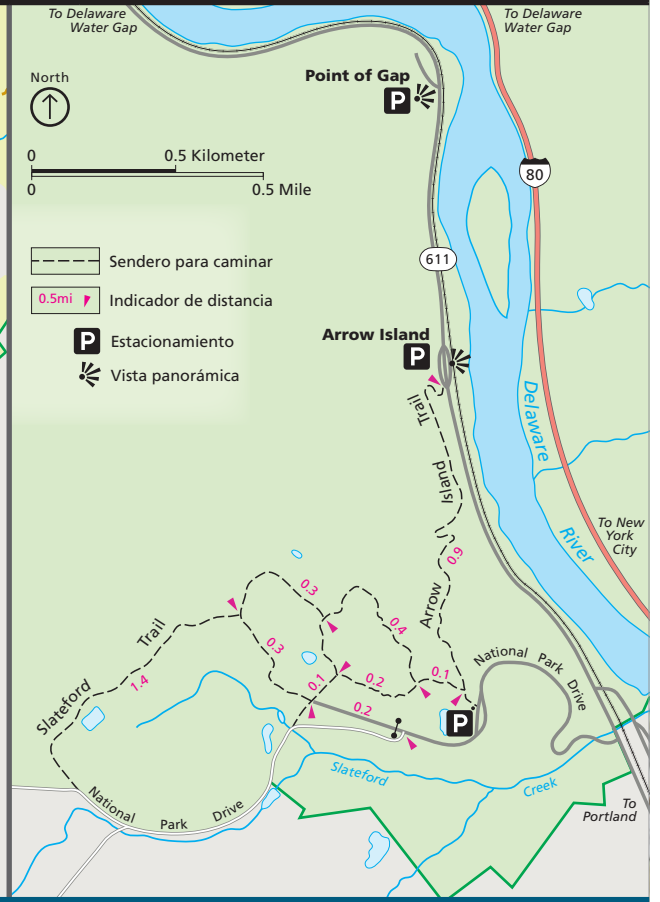 To Delaware
Water Gap
To Delaware
Water Gap
North
Point of Gap
P
0 0.5 Kilometer
0 0.5 Mile
80
611
Sendero para caminar
0.5mi Indicador de distancia
P Estacionamiento
Vista panorámica
Arrow Island
P
Delaware
River
To New
York
City
Arrow Island Trail
0.9
0.3
0.4
0.3
0.1
0.2
0.1
0.2
Slateford Trail
1.4
National Park Drive
P
Slateford Creek
National Park Drive
To
Portland